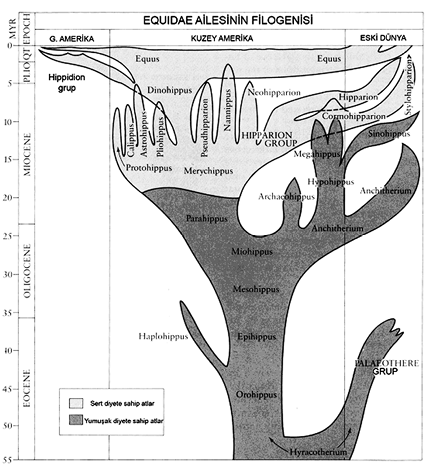 EQUIDAE AİLESİNİN FİLOGENİSİ
MYR
EPOCH
G. AMERİKA
KUZEY AMERİKA
ESKİ DÜNYA
0
5
10
15
20
25
30
35
40
45
50
55
PLIO
QT
MIOCENE
OLIGOCENE
EOCENE
Hippidion
grup
Equus
Equus
Dinohippus
Neohipparion
Hipparion
Cormohipparion
Stylohipparion
Calippus
Astrohippus
Pliohippus
Pseudhipparion
Nannippus
HIPPARION
GROUP
Sinohippus
Megahippus
Protohippus
Merychippus
Hypohippus
Archaeohippus
Anchitherium
Parahippus
Anchitherium
Miohippus
Mesohippus
Haplohippus
Epihippus
PALAEOTHERE
GRUP
Orohippus
Hyracotherium
Sert diyete sahip atlar
Yumuşak diyete sahip atlar